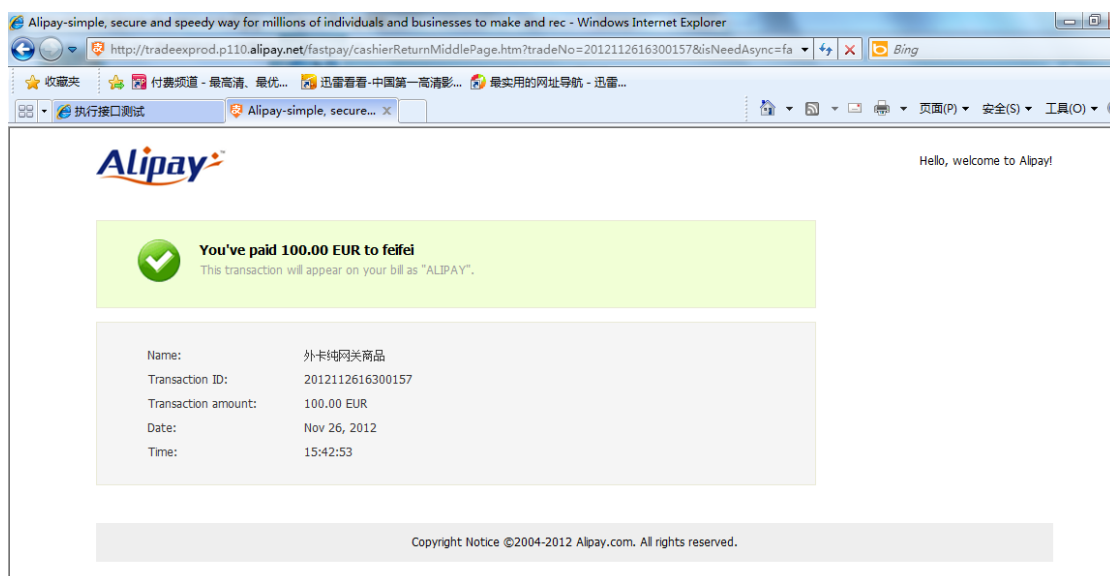 Alipay-simple, secure and speedy way for millions of individuals and businesses to make and rec - Windows Internet Explorer
http://tradeexprod.p110.alipay.net/fastpay/cashierReturnMiddlePage.htm?tradeNo=2012112616300157&isNeedAsync=fa
Bing
收藏夹 付费频道 - 最高清、最优... 迅雷看看-中国第一高清影... 最实用的网址导航 - 迅雷...
执行接口测试 Alipay-simple, secure... 页面(P) 安全(S) 工具(O)
Alipay
Hello, welcome to Alipay!
You've paid 100.00 EUR to feifei
This transaction will appear on your bill as "ALIPAY".
Name: 外卡纯网关商品
Transaction ID: 2012112616300157
Transaction amount: 100.00 EUR
Date: Nov 26, 2012
Time: 15:42:53
Copyright Notice ©2004-2012 Alipay.com. All rights reserved.